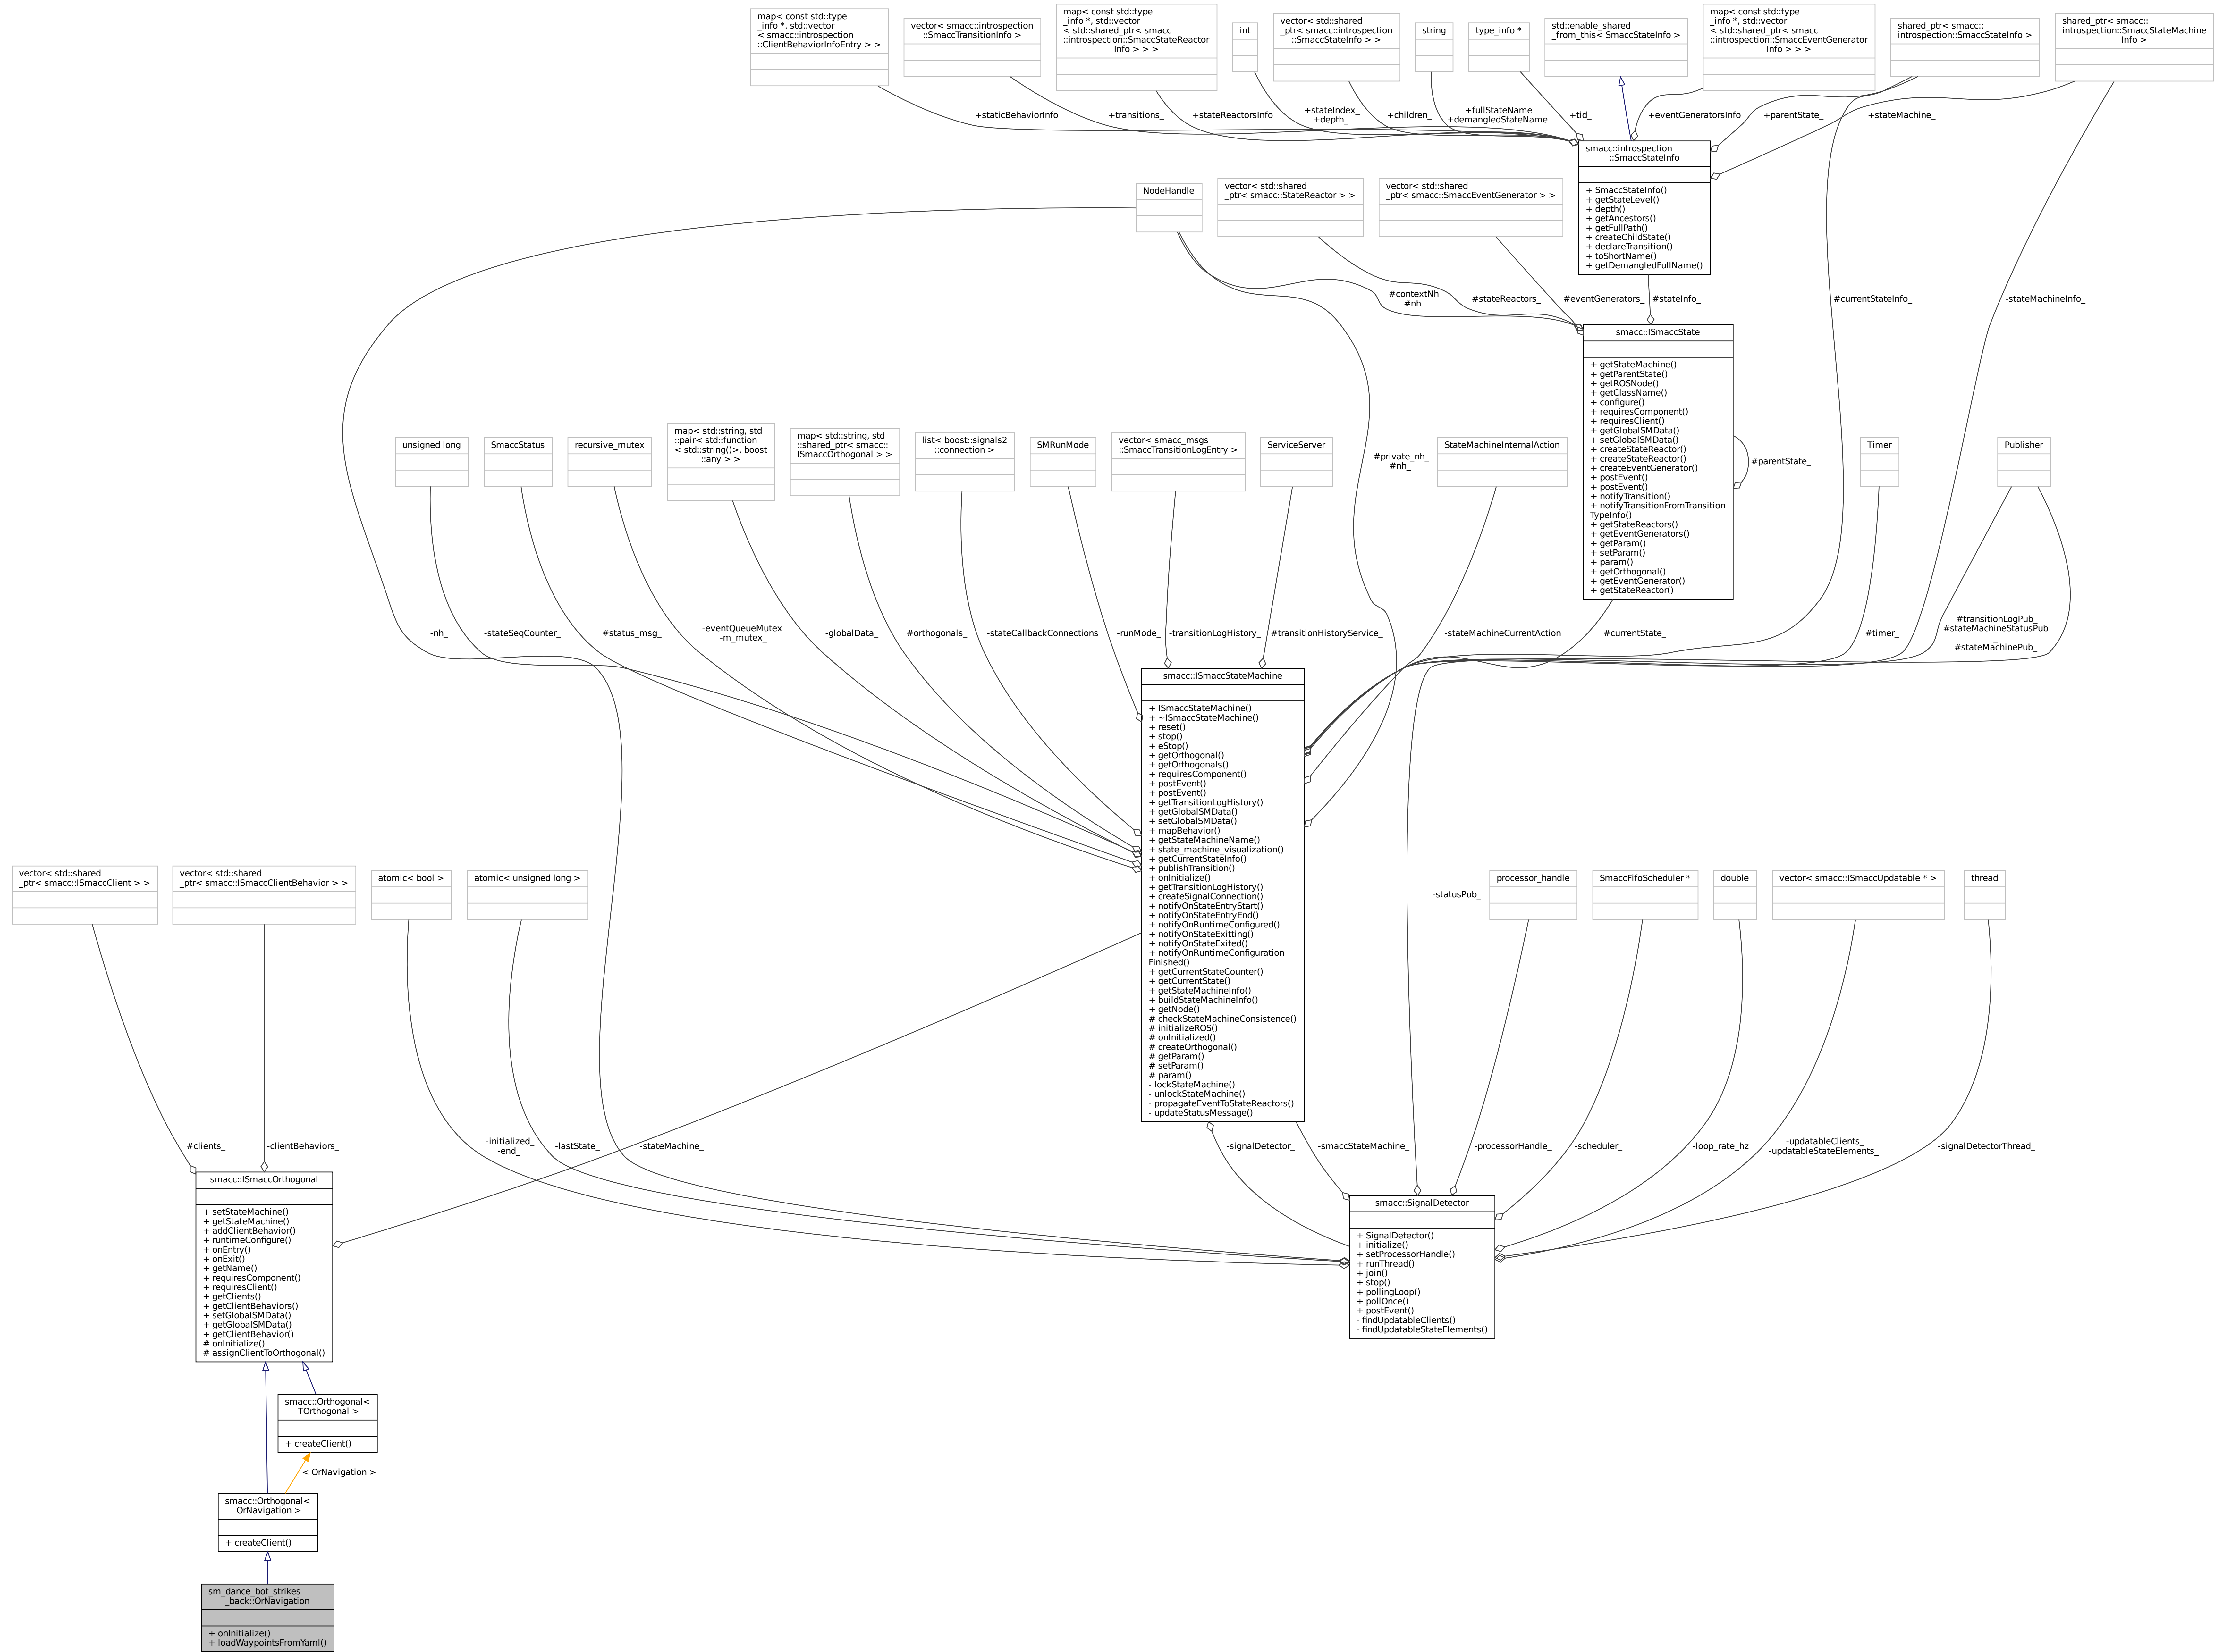 map< const std::type
_info *, std::vector
< smacc::introspection
::ClientBehaviorInfoEntry > >
vector< smacc::introspection
::SmaccTransitionInfo >
map< const std::type
_info *, std::vector
< std::shared_ptr< smacc
::introspection::SmaccStateReactor
Info > > >
int
vector< std::shared
_ptr< smacc::introspection
::SmaccStateInfo > >
string
type_info *
std::enable_shared
_from_this< SmaccStateInfo >
map< const std::type
_info *, std::vector
< std::shared_ptr< smacc
::introspection::SmaccEventGenerator
Info > > >
shared_ptr< smacc::
introspection::SmaccStateInfo >
shared_ptr< smacc::
introspection::SmaccStateMachine
Info >
+staticBehaviorInfo
+transitions_
+stateReactorsInfo
+stateIndex_
+depth_
+children_
+fullStateName
+demangledStateName
+tid_
+eventGeneratorsInfo
+parentState_
+stateMachine_
smacc::introspection
::SmaccStateInfo
+ SmaccStateInfo()
+ getStateLevel()
+ depth()
+ getAncestors()
+ getFullPath()
+ createChildState()
+ declareTransition()
+ toShortName()
+ getDemangledFullName()
NodeHandle
vector< std::shared
_ptr< smacc::StateReactor > >
vector< std::shared
_ptr< smacc::SmaccEventGenerator > >
#contextNh
#nh
#stateReactors_
#eventGenerators_
#stateInfo_
#currentStateInfo_
-stateMachineInfo_
smacc::ISmaccState
+ getStateMachine()
+ getParentState()
+ getROSNode()
+ getClassName()
+ configure()
+ requiresComponent()
+ requiresClient()
+ getGlobalSMData()
+ setGlobalSMData()
+ createStateReactor()
+ createStateReactor()
+ createEventGenerator()
+ postEvent()
+ postEvent()
+ notifyTransition()
+ notifyTransitionFromTransition
TypeInfo()
+ getStateReactors()
+ getEventGenerators()
+ getParam()
+ setParam()
+ param()
+ getOrthogonal()
+ getEventGenerator()
+ getStateReactor()
#parentState_
unsigned long
SmaccStatus
recursive_mutex
map< std::string, std
::pair< std::function
< std::string()>, boost
::any > >
map< std::string, std
::shared_ptr< smacc::
ISmaccOrthogonal > >
list< boost::signals2
::connection >
SMRunMode
vector< smacc_msgs
::SmaccTransitionLogEntry >
ServiceServer
#private_nh_
#nh_
StateMachineInternalAction
Timer
Publisher
-nh_
-stateSeqCounter_
#status_msg_
-eventQueueMutex_
-m_mutex_
-globalData_
#orthogonals_
-stateCallbackConnections
-runMode_
-transitionLogHistory_
#transitionHistoryService_
-stateMachineCurrentAction
#currentState_
#timer_
#transitionLogPub_
#stateMachineStatusPub
_
#stateMachinePub_
smacc::ISmaccStateMachine
+ ISmaccStateMachine()
+ ~ISmaccStateMachine()
+ reset()
+ stop()
+ eStop()
+ getOrthogonal()
+ getOrthogonals()
+ requiresComponent()
+ postEvent()
+ postEvent()
+ getTransitionLogHistory()
+ getGlobalSMData()
+ setGlobalSMData()
+ mapBehavior()
+ getStateMachineName()
+ state_machine_visualization()
+ getCurrentStateInfo()
+ publishTransition()
+ onInitialize()
+ getTransitionLogHistory()
+ createSignalConnection()
+ notifyOnStateEntryStart()
+ notifyOnStateEntryEnd()
+ notifyOnRuntimeConfigured()
+ notifyOnStateExitting()
+ notifyOnStateExited()
+ notifyOnRuntimeConfiguration
Finished()
+ getCurrentStateCounter()
+ getCurrentState()
+ getStateMachineInfo()
+ buildStateMachineInfo()
+ getNode()
# checkStateMachineConsistence()
# initializeROS()
# onInitialized()
# createOrthogonal()
# getParam()
# setParam()
# param()
- lockStateMachine()
- unlockStateMachine()
- propagateEventToStateReactors()
- updateStatusMessage()
vector< std::shared
_ptr< smacc::ISmaccClient > >
vector< std::shared
_ptr< smacc::ISmaccClientBehavior > >
atomic< bool >
atomic< unsigned long >
-statusPub_
processor_handle
SmaccFifoScheduler *
double
vector< smacc::ISmaccUpdatable * >
thread
#clients_
-clientBehaviors_
-initialized_
-end_
-lastState_
-stateMachine_
-signalDetector_
-smaccStateMachine_
-processorHandle_
-scheduler_
-loop_rate_hz
-updatableClients_
-updatableStateElements_
-signalDetectorThread_
smacc::ISmaccOrthogonal
+ setStateMachine()
+ getStateMachine()
+ addClientBehavior()
+ runtimeConfigure()
+ onEntry()
+ onExit()
+ getName()
+ requiresComponent()
+ requiresClient()
+ getClients()
+ getClientBehaviors()
+ setGlobalSMData()
+ getGlobalSMData()
+ getClientBehavior()
# onInitialize()
# assignClientToOrthogonal()
smacc::SignalDetector
+ SignalDetector()
+ initialize()
+ setProcessorHandle()
+ runThread()
+ join()
+ stop()
+ pollingLoop()
+ pollOnce()
+ postEvent()
- findUpdatableClients()
- findUpdatableStateElements()
smacc::Orthogonal<
TOrthogonal >
+ createClient()
< OrNavigation >
smacc::Orthogonal<
OrNavigation >
+ createClient()
sm_dance_bot_strikes
_back::OrNavigation
+ onInitialize()
+ loadWaypointsFromYaml()